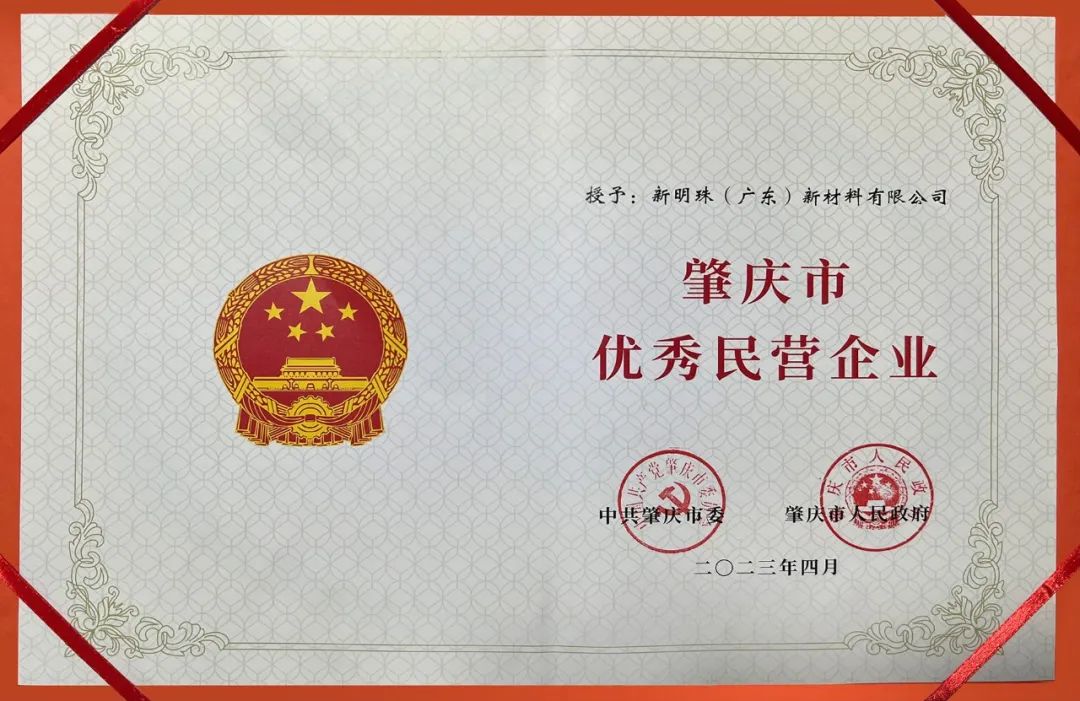 授予：新明珠（广东）新材料有限公司
肇庆市
优秀民营企业
中共肇庆市委
肇庆市人民政府
二〇二三年四月